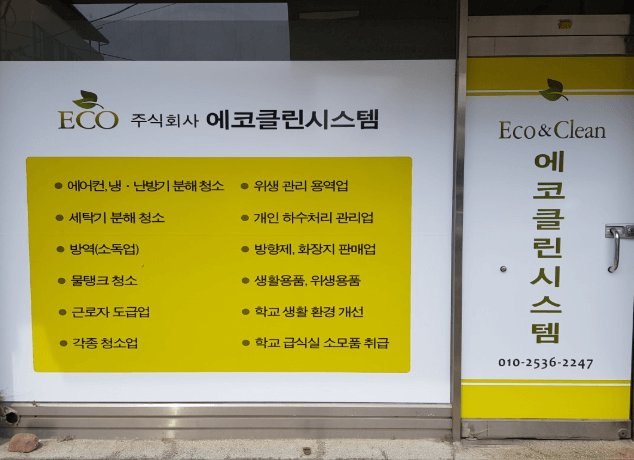 ECO 주식회사 에코클린시스템
에어컨.냉·난방기 분해 청소
세탁기 분해 청소
방역(소독업)
물탱크 청소
근로자 도급업
각종 청소업
위생 관리 용역업
개인 하수처리 관리업
방향제, 화장지 판매업
생활용품, 위생용품
학교 생활 환경 개선
학교 급식실 소모품 취급
Eco & Clean
에코클린시스템
010-2536-2247